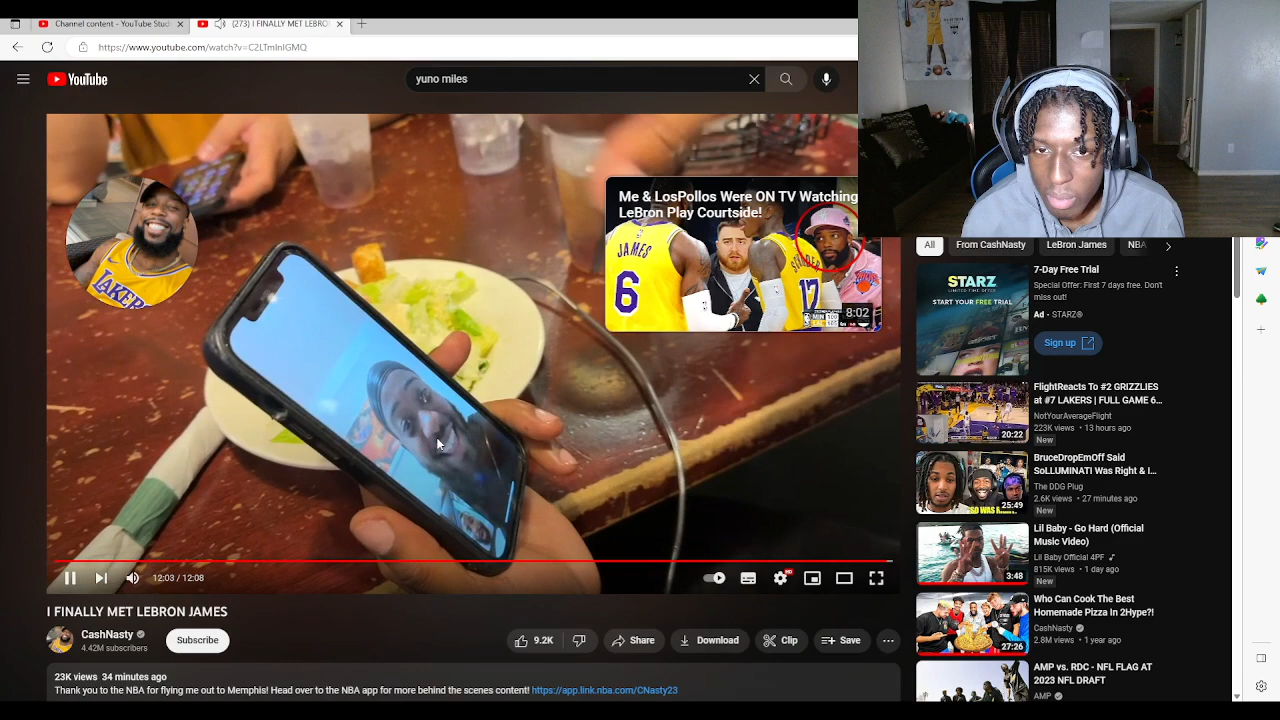 Channel content - YouTube Stud
(273) I FINALLY MET LEBRON
https://www.youtube.com/watch?v=C2LTmInIGMQ
YouTube
yuno miles
Me & LosPollos Were ON TV Watching
LeBron Play Courtside!
JAMES
6
17
8:02
LAKERS
12:03 / 12:08
HD
I FINALLY MET LEBRON JAMES
CashNasty
4.42M subscribers
Subscribe
9.2K
Share
Download
Clip
Save
23K views 34 minutes ago
Thank you to the NBA for flying me out to Memphis! Head over to the NBA app for more behind the scenes content! https://app.link.nba.com/CNasty23
All
From CashNasty
LeBron James
NBA
STARZ
START YOUR FREE TRIAL
7-Day Free Trial
Special Offer: First 7 days free. Don't
miss out!
Ad • STARZ®
Sign up
FlightReacts To #2 GRIZZLIES
at #7 LAKERS | FULL GAME 6...
NotYourAverageFlight
223K views • 13 hours ago
New
20:22
BruceDropEmOff Said
SoLLUMINATI Was Right & I...
The DDG Plug
2.6K views • 27 minutes ago
New
25:49
Lil Baby - Go Hard (Official
Music Video)
Lil Baby Official 4PF
815K views • 1 day ago
New
3:48
Who Can Cook The Best
Homemade Pizza In 2Hype?!
CashNasty
2.8M views • 1 year ago
27:26
AMP vs. RDC - NFL FLAG AT
2023 NFL DRAFT
AMP